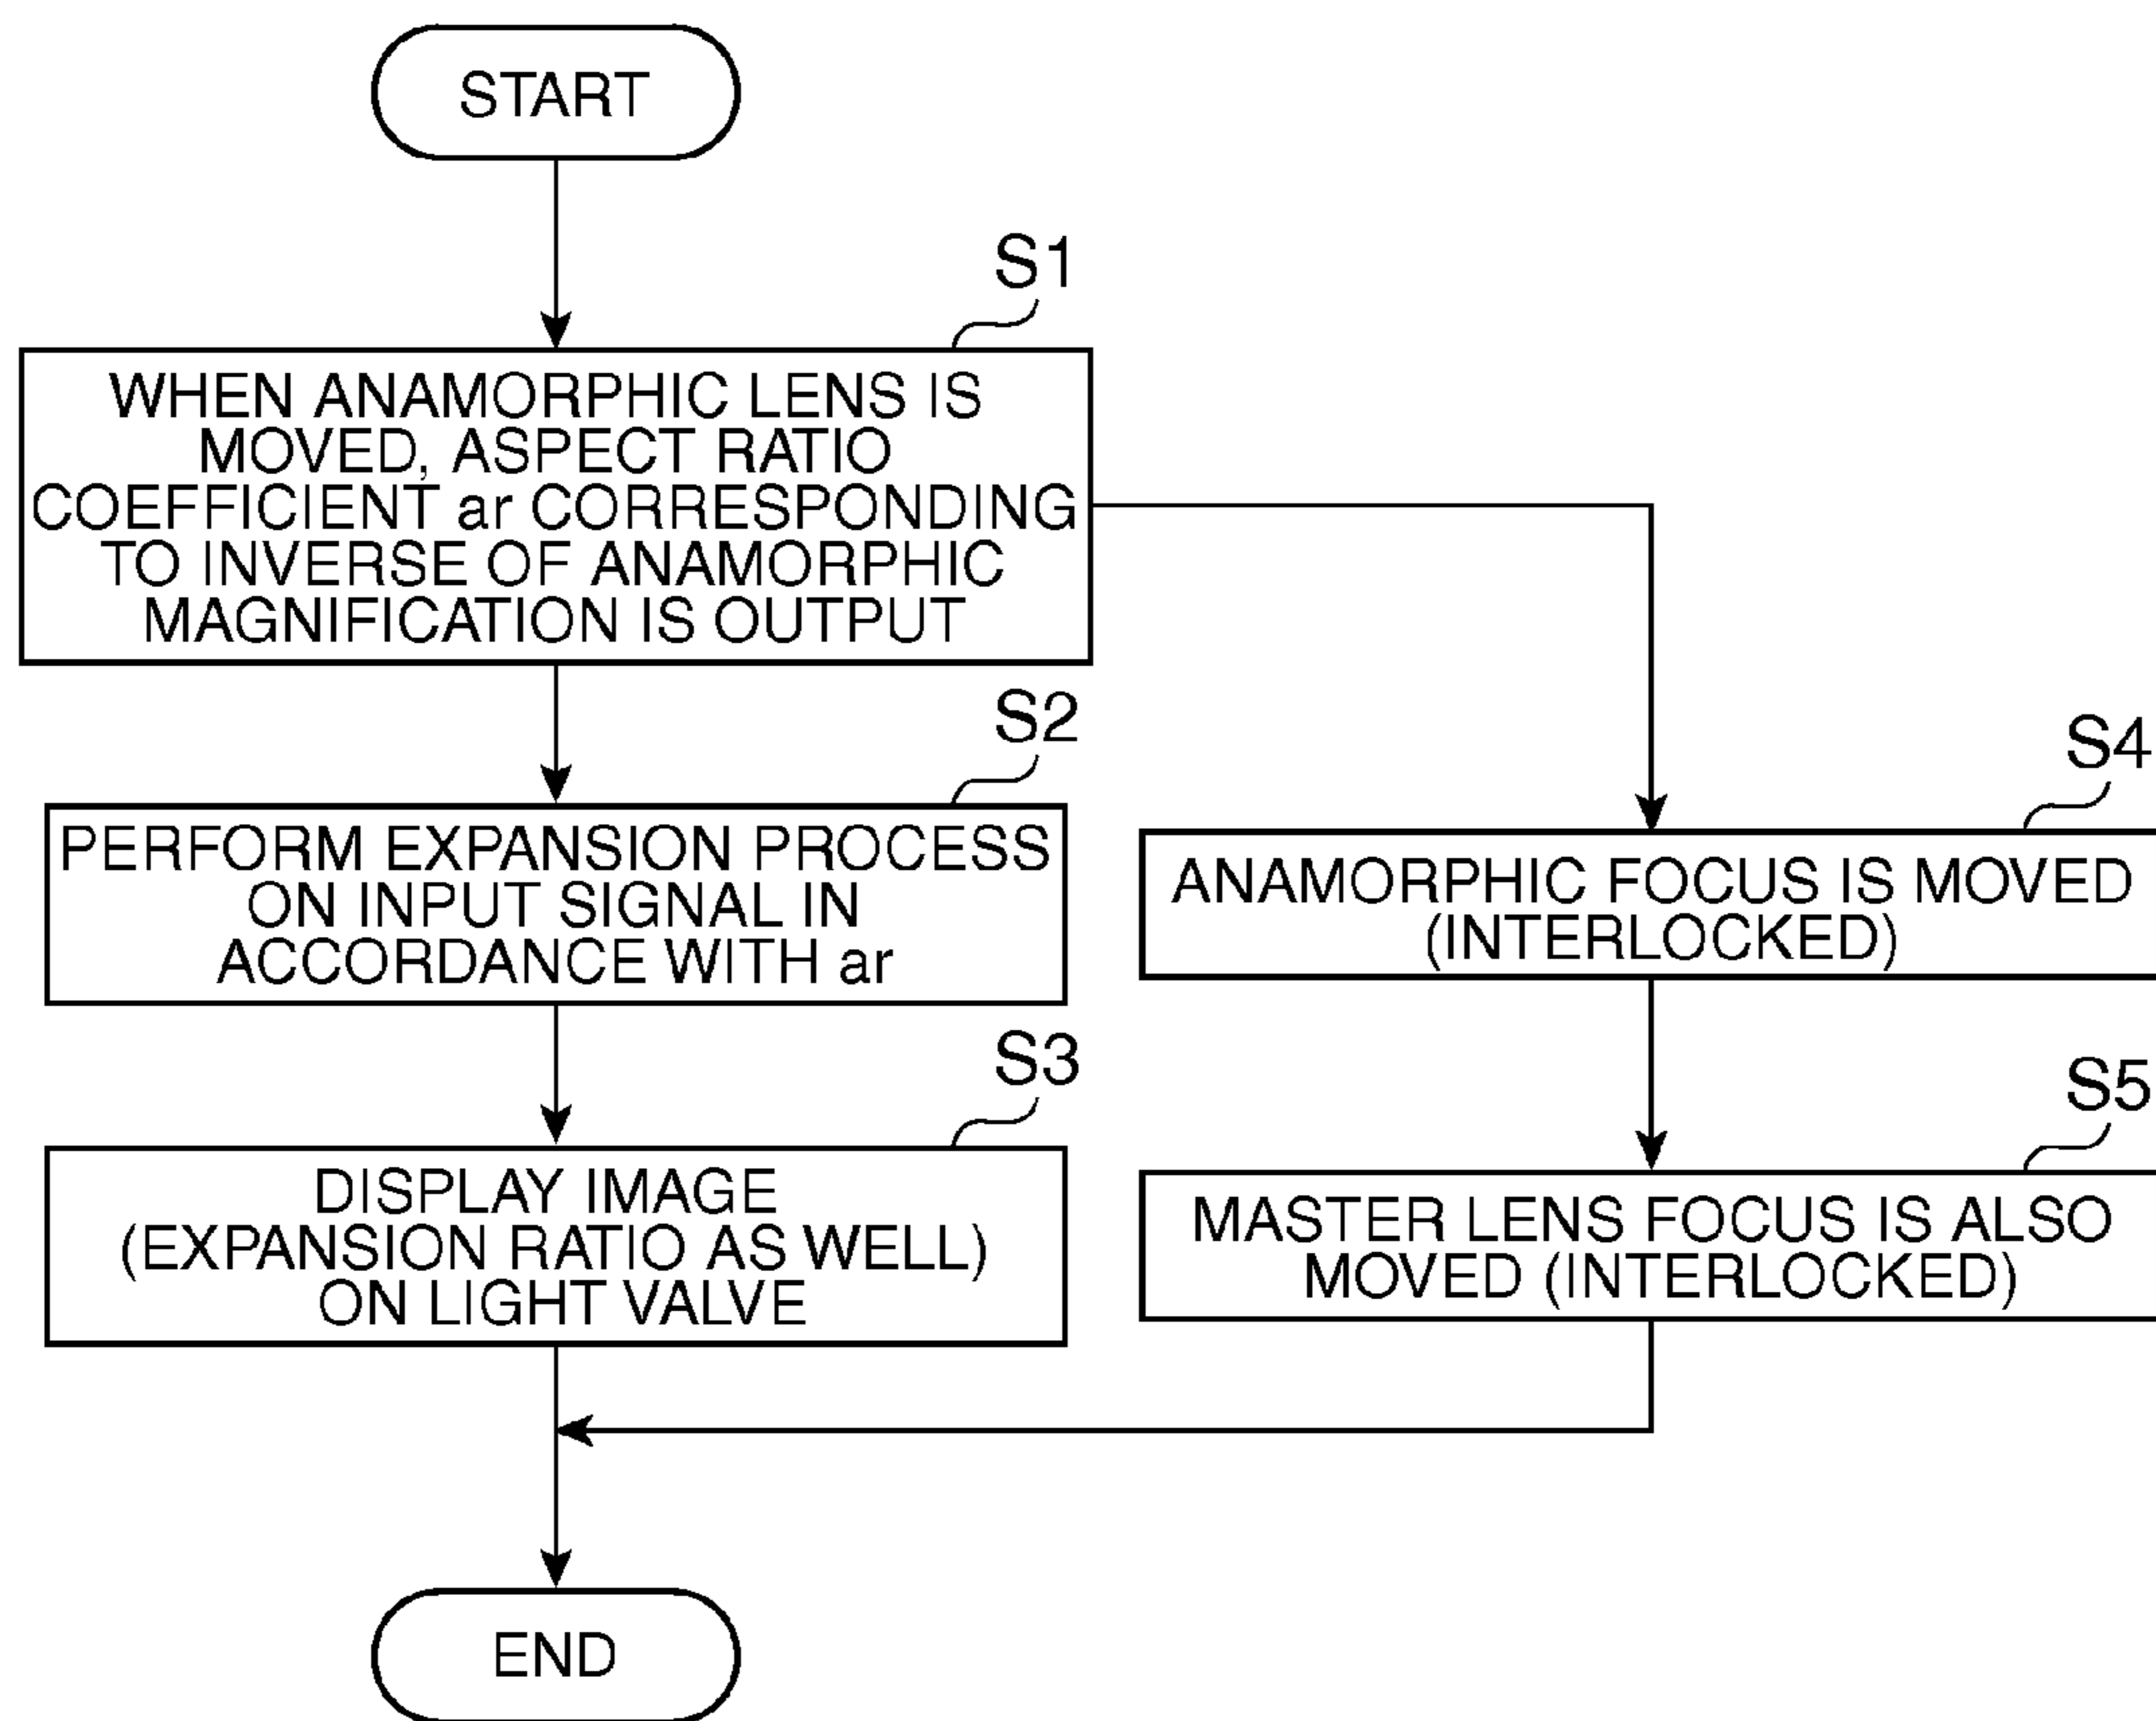 START
S1
WHEN ANAMORPHIC LENS IS
MOVED, ASPECT RATIO
COEFFICIENT ar CORRESPONDING
TO INVERSE OF ANAMORPHIC
MAGNIFICATION IS OUTPUT
S2
PERFORM EXPANSION PROCESS
ON INPUT SIGNAL IN
ACCORDANCE WITH ar
S3
DISPLAY IMAGE
(EXPANSION RATIO AS WELL)
ON LIGHT VALVE
S4
ANAMORPHIC FOCUS IS MOVED
(INTERLOCKED)
S5
MASTER LENS FOCUS IS ALSO
MOVED (INTERLOCKED)
END